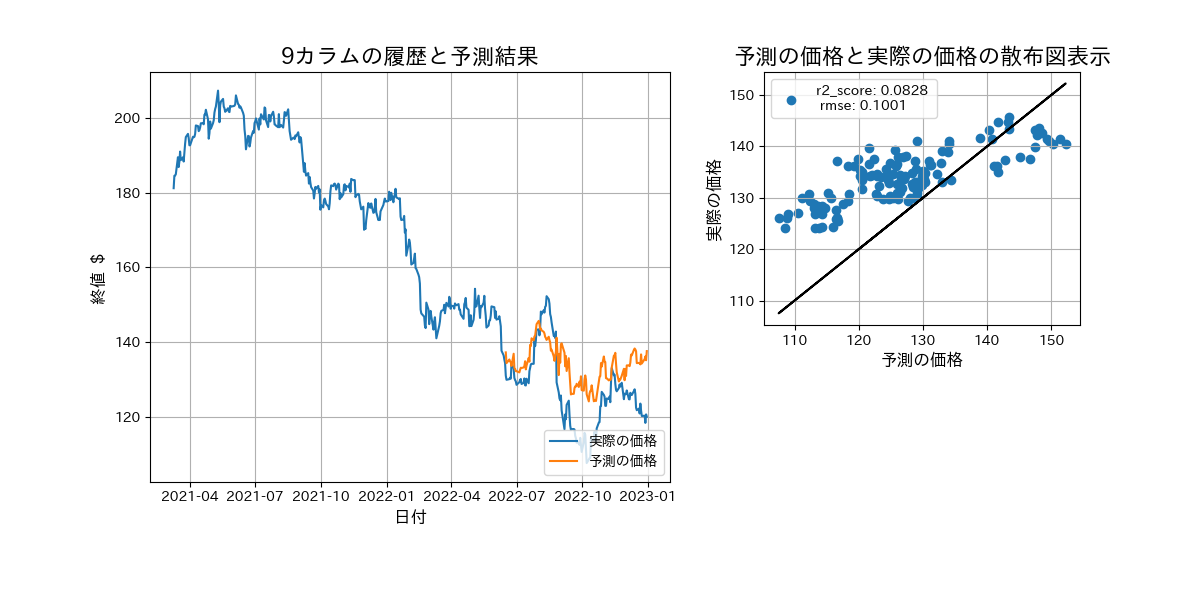 9カラムの履歴と予測結果
終値 $
200
180
160
140
120
2021-04 2021-07 2021-10 2022-01 2022-04 2022-07 2022-10 2023-01
日付
実際の価格
予測の価格
予測の価格と実際の価格の散布図表示
r2_score: 0.0828
rmse: 0.1001
実際の価格
150
140
130
120
110
110 120 130 140 150
予測の価格